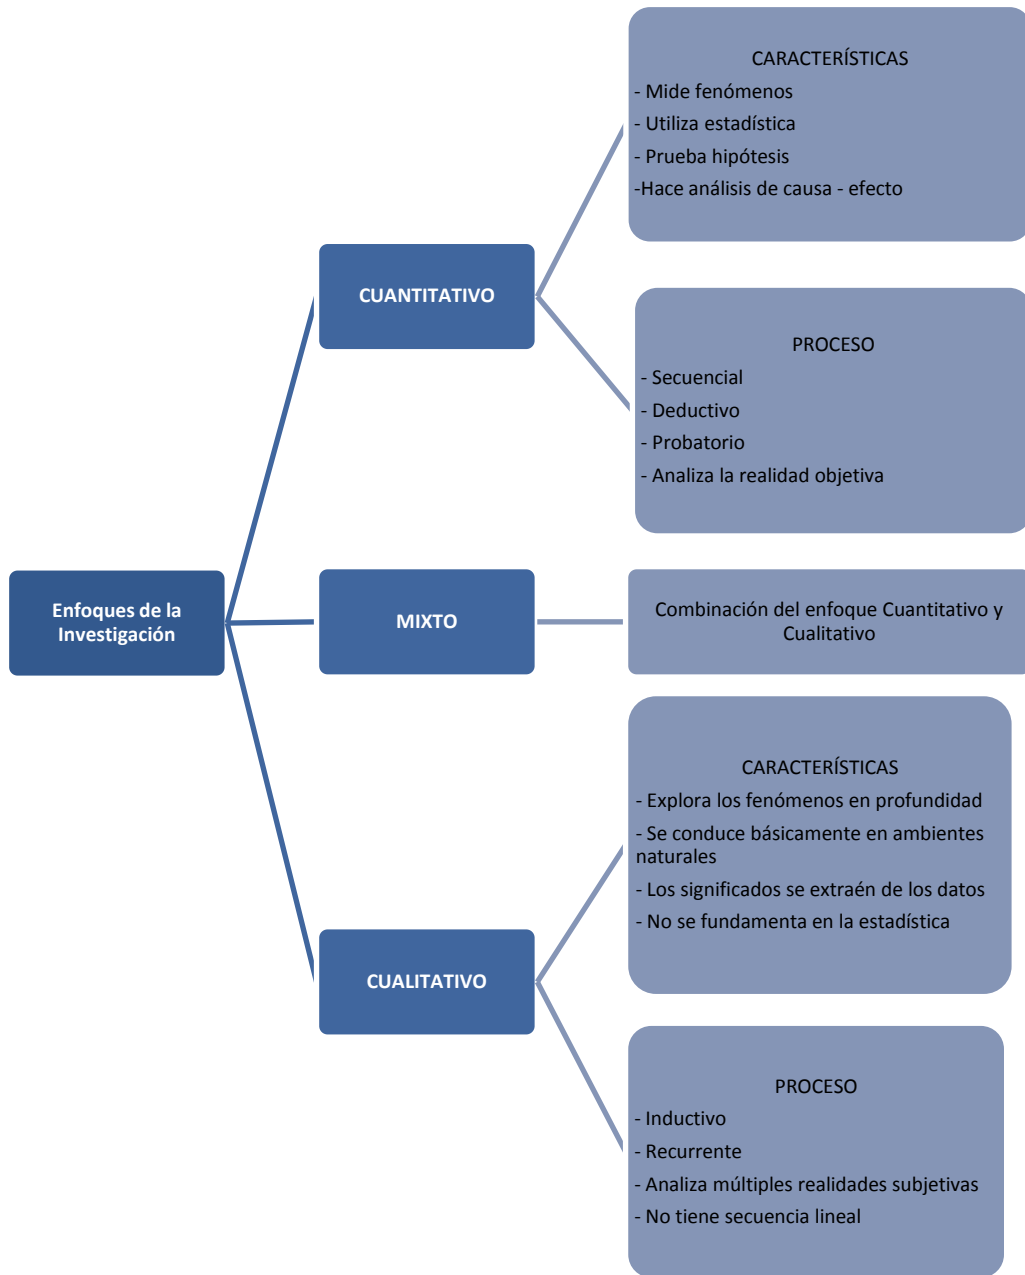 Enfoques de la
Investigación
CUANTITATIVO
CARACTERÍSTICAS
- Mide fenómenos
- Utiliza estadística
- Prueba hipótesis
-Hace análisis de causa - efecto
PROCESO
- Secuencial
- Deductivo
- Probatorio
- Analiza la realidad objetiva
MIXTO
Combinación del enfoque Cuantitativo y
Cualitativo
CUALITATIVO
CARACTERÍSTICAS
- Explora los fenómenos en profundidad
- Se conduce básicamente en ambientes
naturales
- Los significados se extraén de los datos
- No se fundamenta en la estadística
PROCESO
- Inductivo
- Recurrente
- Analiza múltiples realidades subjetivas
- No tiene secuencia lineal